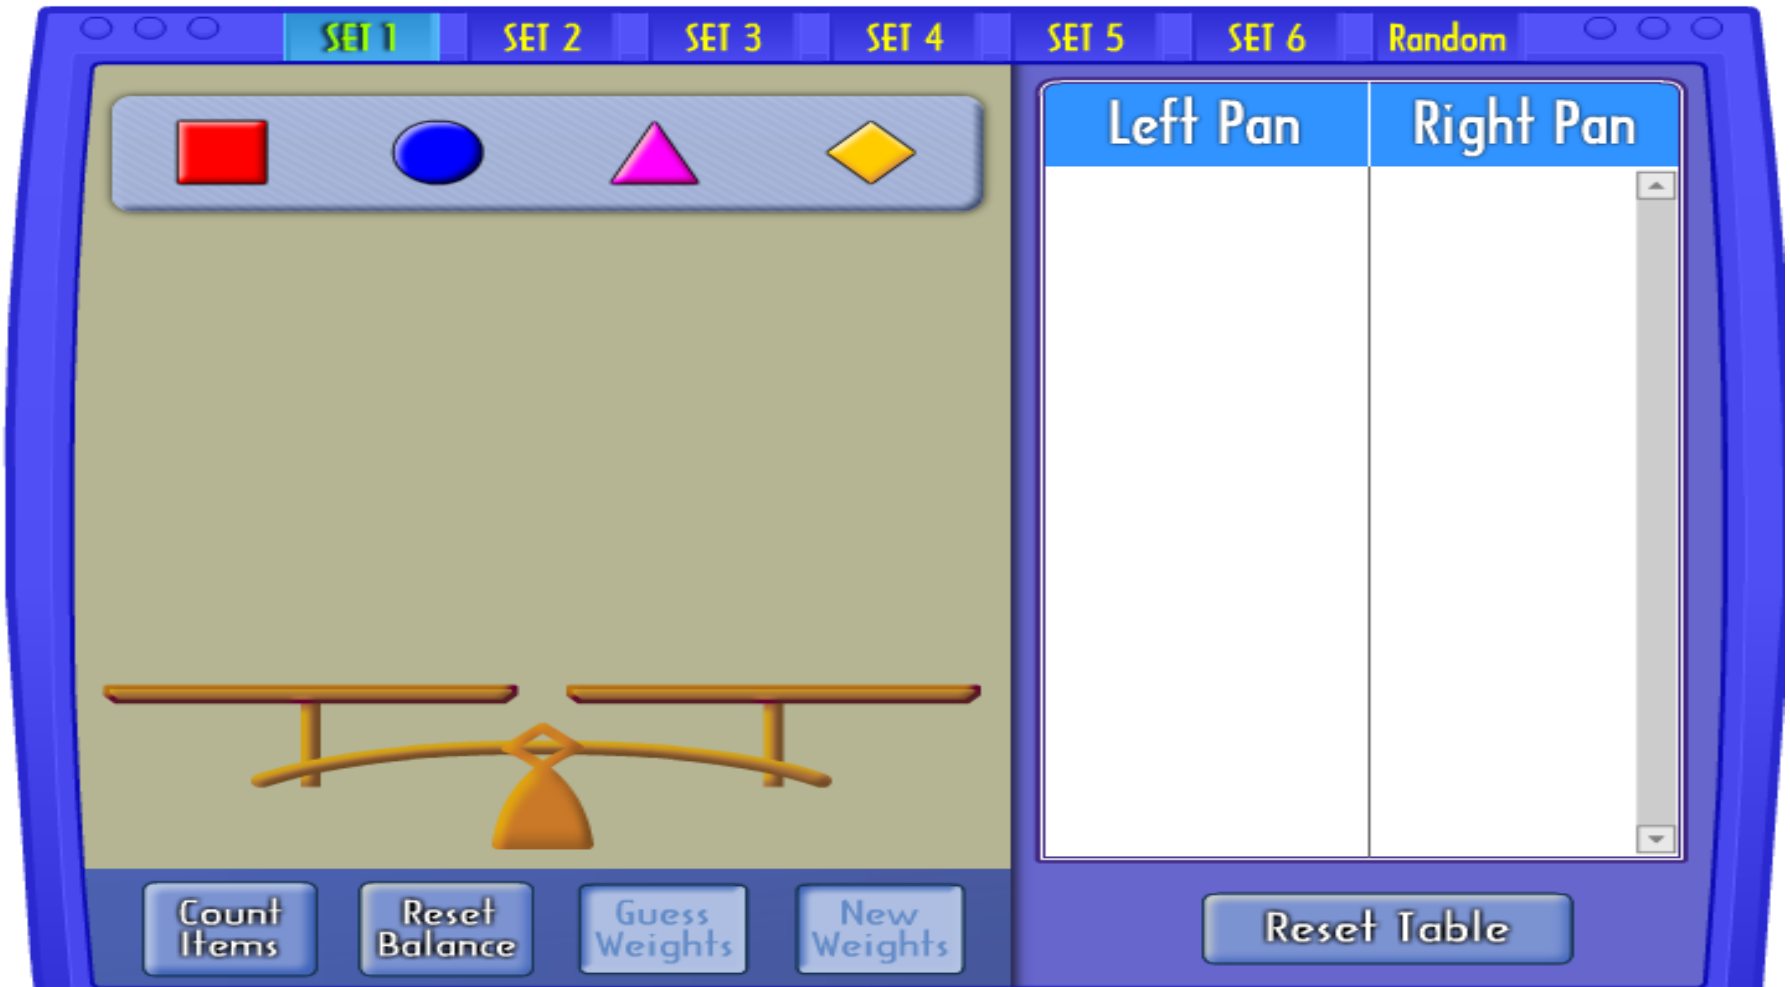 SET 1 SET 2 SET 3 SET 4 SET 5 SET 6 Random
Left Pan Right Pan
Count Items
Reset Balance
Guess Weights
New Weights
Reset Table